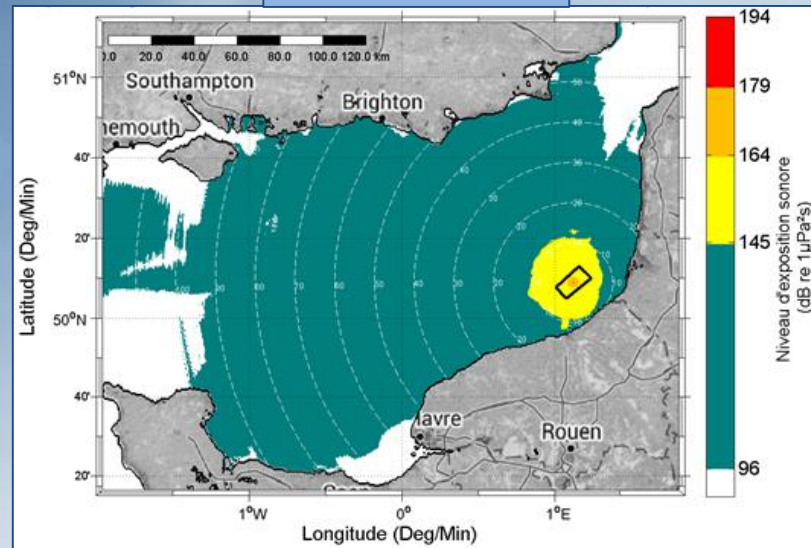 0.0 20.0 40.0 60.0 80.0 100.0 120.0 km
51°N
Southampton
Brighton
nemouth
40'
20'
50°N
40'
20'
Havre
Rouen
1°W
0°
1°E
Longitude (Deg/Min)
Latitude (Deg/Min)
194
179
164
145
96
Niveau d'exposition sonore
(dB re 1µPa²s)